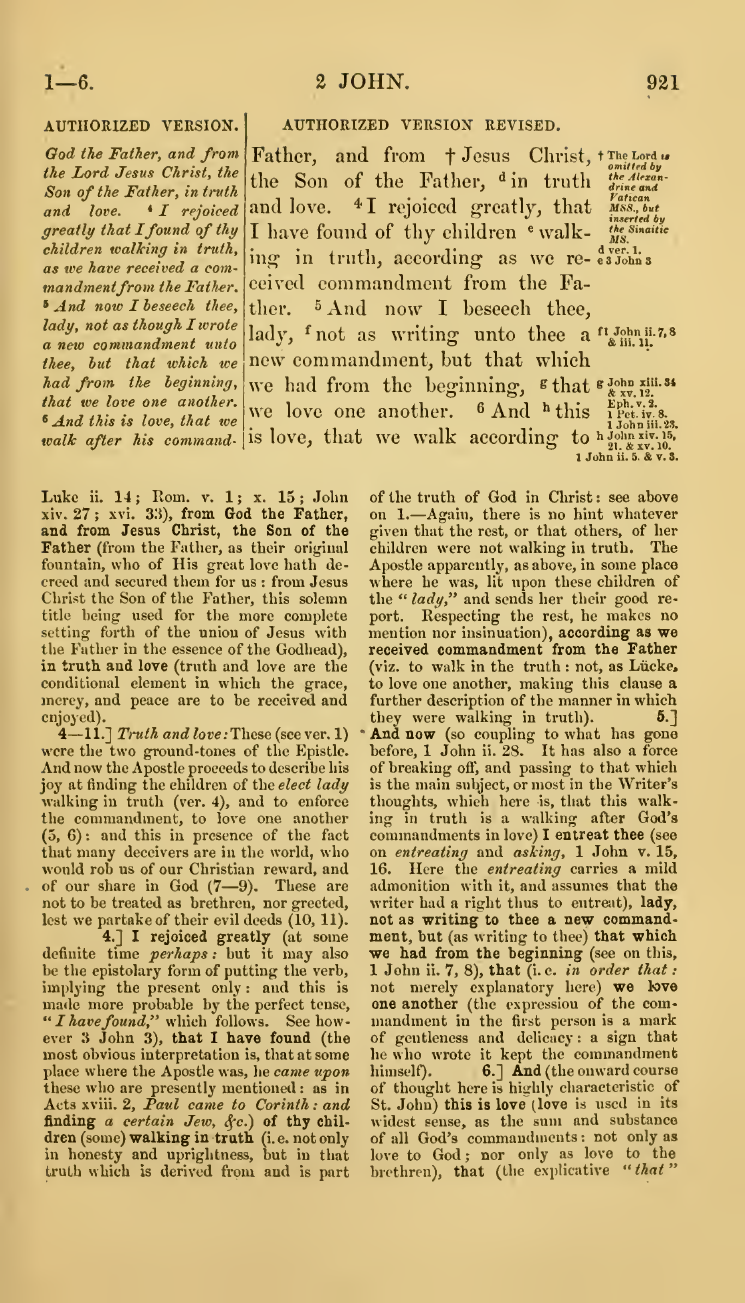 1—6.
2 JOHN.
921
AUTHORIZED VERSION.
God the Father, and from
the Lord Jesus Christ, the
Son of the Father, in truth
and love. 4 I rejoiced
greatly that I found of thy
children walking in truth,
as we have received a com-
mandment from the Father.
5 And now I beseech thee,
lady, not as though I wrote
a new commandment unto
thee, but that which we
had from the beginning,
that we love one another.
6 And this is love, that we
walk after his command-
AUTHORIZED VERSION REVISED.
Father, and from † Jesus Christ,
the Son of the Father, d in truth
and love. 4 I rejoiced greatly, that
I have found of thy children e walk-
ing in truth, according as we re-
ceived commandment from the Fa-
ther. 5 And now I beseech thee,
lady, f not as writing unto thee a
new commandment, but that which
we had from the beginning, g that
we love one another. 6 And h this
is love, that we walk according to
† The Lord is
omitted by
the Alexan-
drine and
Vatican
MSS., but
inserted by
the Sinaitic
MS.
d ver. 1.
e 3 John 3
f 1 John ii. 7, 8
& iii. 11.
g John xiii. 34
& xv. 12.
Eph. v. 2.
1 Pet. iv. 8.
1 John iii. 23.
h John xiv. 15,
21. & xv. 10.
1 John ii. 5. & v. 3.
Luke ii. 14; Rom. v. 1; x. 15; John
xiv. 27; xvi. 33), from God the Father,
and from Jesus Christ, the Son of the
Father (from the Father, as their original
fountain, who of His great love hath de-
creed and secured them for us: from Jesus
Christ the Son of the Father, this solemn
title being used for the more complete
setting forth of the union of Jesus with
the Father in the essence of the Godhead),
in truth and love (truth and love are the
conditional element in which the grace,
mercy, and peace are to be received and
enjoyed).
4—11.] Truth and love: These (see ver. 1)
were the two ground-tones of the Epistle.
And now the Apostle proceeds to describe his
joy at finding the children of the elect lady
walking in truth (ver. 4), and to enforce
the commandment, to love one another
(5, 6): and this in presence of the fact
that many deceivers are in the world, who
would rob us of our Christian reward, and
of our share in God (7—9). These are
not to be treated as brethren, nor greeted,
lest we partake of their evil deeds (10, 11).
4.] I rejoiced greatly (at some
definite time perhaps: but it may also
be the epistolary form of putting the verb,
implying the present only: and this is
made more probable by the perfect tense,
"I have found," which follows. See how-
ever 3 John 3), that I have found (the
most obvious interpretation is, that at some
place where the Apostle was, he came upon
these who are presently mentioned: as in
Acts xviii. 2, Paul came to Corinth: and
finding a certain Jew, &c.) of thy chil-
dren (some) walking in truth (i. e. not only
in honesty and uprightness, but in that
truth which is derived from and is part
of the truth of God in Christ: see above
on 1.—Again, there is no hint whatever
given that the rest, or that others, of her
children were not walking in truth. The
Apostle apparently, as above, in some place
where he was, lit upon these children of
the "lady," and sends her their good re-
port. Respecting the rest, he makes no
mention nor insinuation), according as we
received commandment from the Father
(viz. to walk in the truth: not, as Lücke,
to love one another, making this clause a
further description of the manner in which
they were walking in truth). 5.]
And now (so coupling to what has gone
before, 1 John ii. 28. It has also a force
of breaking off, and passing to that which
is the main subject, or most in the Writer's
thoughts, which here is, that this walk-
ing in truth is a walking after God's
commandments in love) I entreat thee (see
on entreating and asking, 1 John v. 15,
16. Here the entreating carries a mild
admonition with it, and assumes that the
writer had a right thus to entreat), lady,
not as writing to thee a new command-
ment, but (as writing to thee) that which
we had from the beginning (see on this,
1 John ii. 7, 8), that (i. e. in order that:
not merely explanatory here) we love
one another (the expression of the com-
mandment in the first person is a mark
of gentleness and delicacy: a sign that
he who wrote it kept the commandment
himself). 6.] And (the onward course
of thought here is highly characteristic of
St. John) this is love (love is used in its
widest sense, as the sum and substance
of all God's commandments: not only as
love to God; nor only as love to the
brethren), that (the explicative "that"